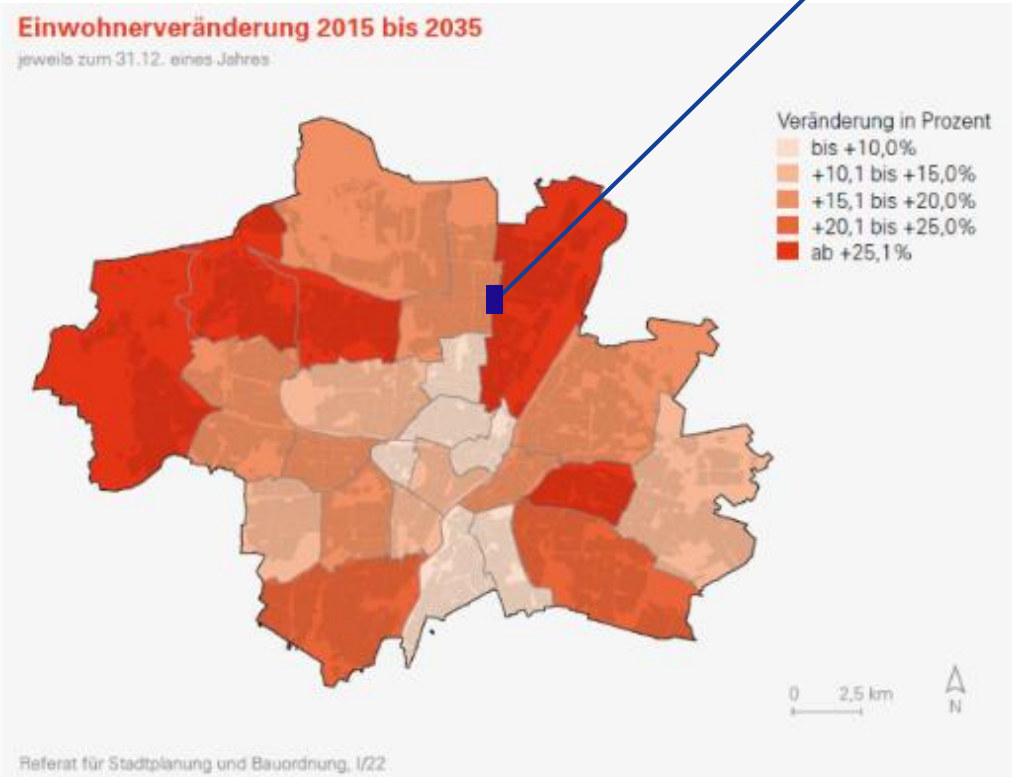 Einwohnerveränderung 2015 bis 2035
jeweils zum 31.12. eines Jahres
Veränderung in Prozent
bis +10,0%
+10,1 bis +15,0%
+15,1 bis +20,0%
+20,1 bis +25,0%
ab +25,1%
0 2,5 km
N
Referat für Stadtplanung und Bauordnung, I/22